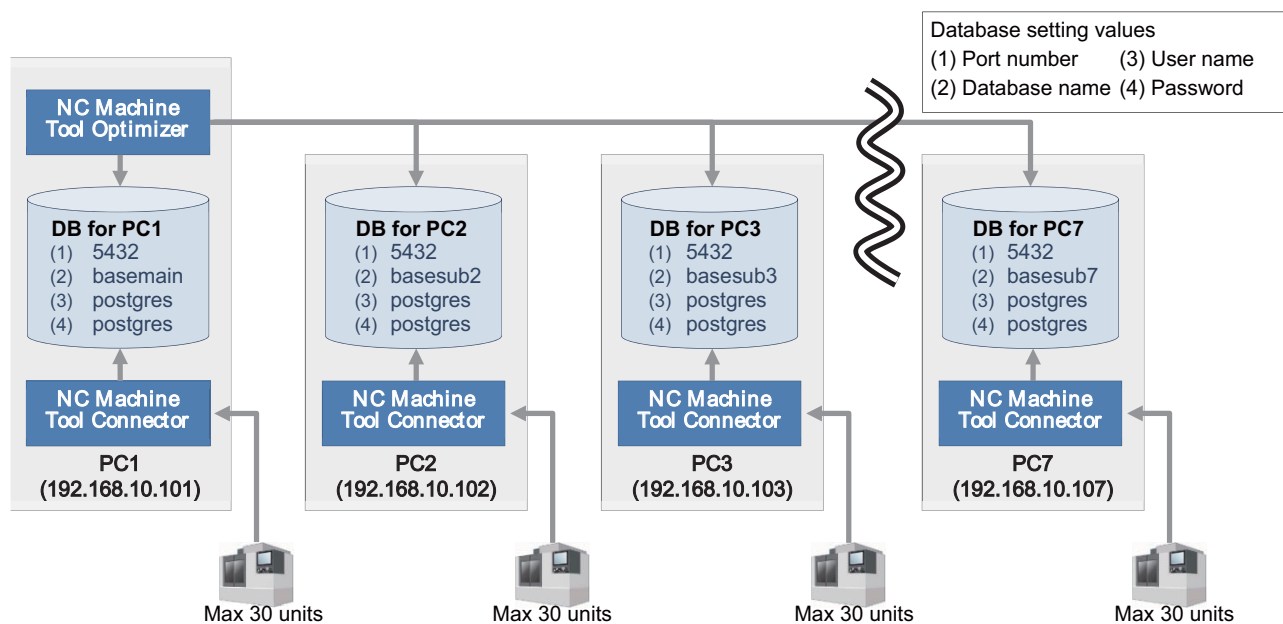 Database setting values
(1) Port number (3) User name
(2) Database name (4) Password
NC Machine
Tool Optimizer
DB for PC1
(1) 5432
(2) basemain
(3) postgres
(4) postgres
NC Machine
Tool Connector
PC1
(192.168.10.101)
Max 30 units
DB for PC2
(1) 5432
(2) basesub2
(3) postgres
(4) postgres
NC Machine
Tool Connector
PC2
(192.168.10.102)
Max 30 units
DB for PC3
(1) 5432
(2) basesub3
(3) postgres
(4) postgres
NC Machine
Tool Connector
PC3
(192.168.10.103)
Max 30 units
DB for PC7
(1) 5432
(2) basesub7
(3) postgres
(4) postgres
NC Machine
Tool Connector
PC7
(192.168.10.107)
Max 30 units